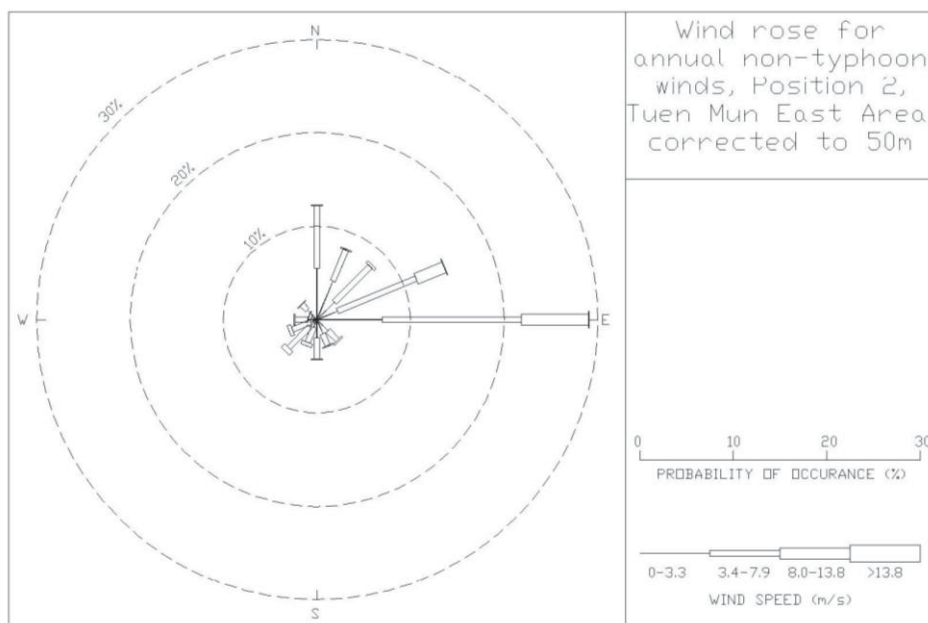 Wind rose for
annual non-typhoon
winds, Position 2,
Tuen Mun East Area
corrected to 50m
N
30%
20%
10%
W
E
S
0 10 20 30
PROBABILITY OF OCCURANCE (%)
0-3.3 3.4-7.9 8.0-13.8 >13.8
WIND SPEED (m/s)